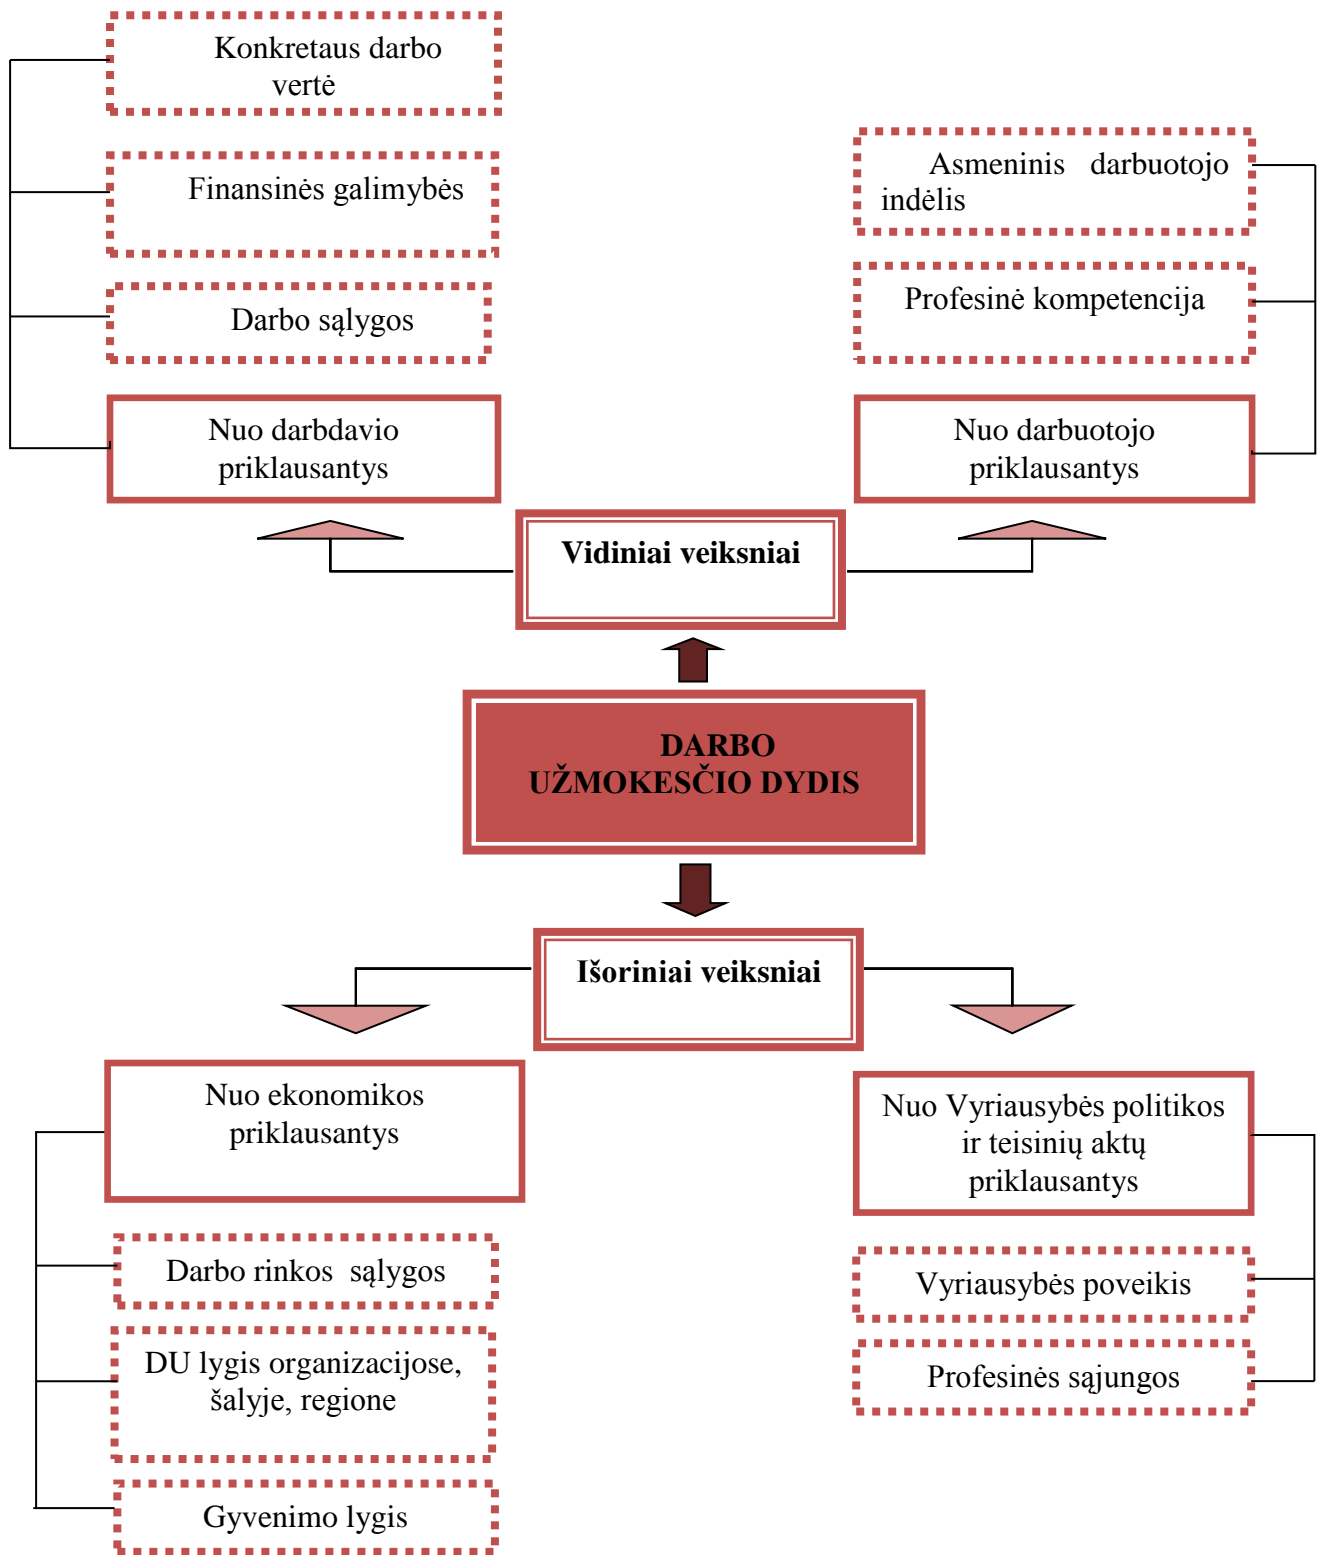 Konkretaus darbo
vertė
Finansinės galimybės
Darbo sąlygos
Nuo darbdavio
priklausantys
Asmeninis darbuotojo
indėlis
Profesinė kompetencija
Nuo darbuotojo
priklausantys
Vidiniai veiksniai
DARBO
UŽMOKESČIO DYDIS
Išoriniai veiksniai
Nuo ekonomikos
priklausantys
Darbo rinkos sąlygos
DU lygis organizacijose,
šalyje, regione
Gyvenimo lygis
Nuo Vyriausybės politikos
ir teisinių aktų
priklausantys
Vyriausybės poveikis
Profesinės sąjungos